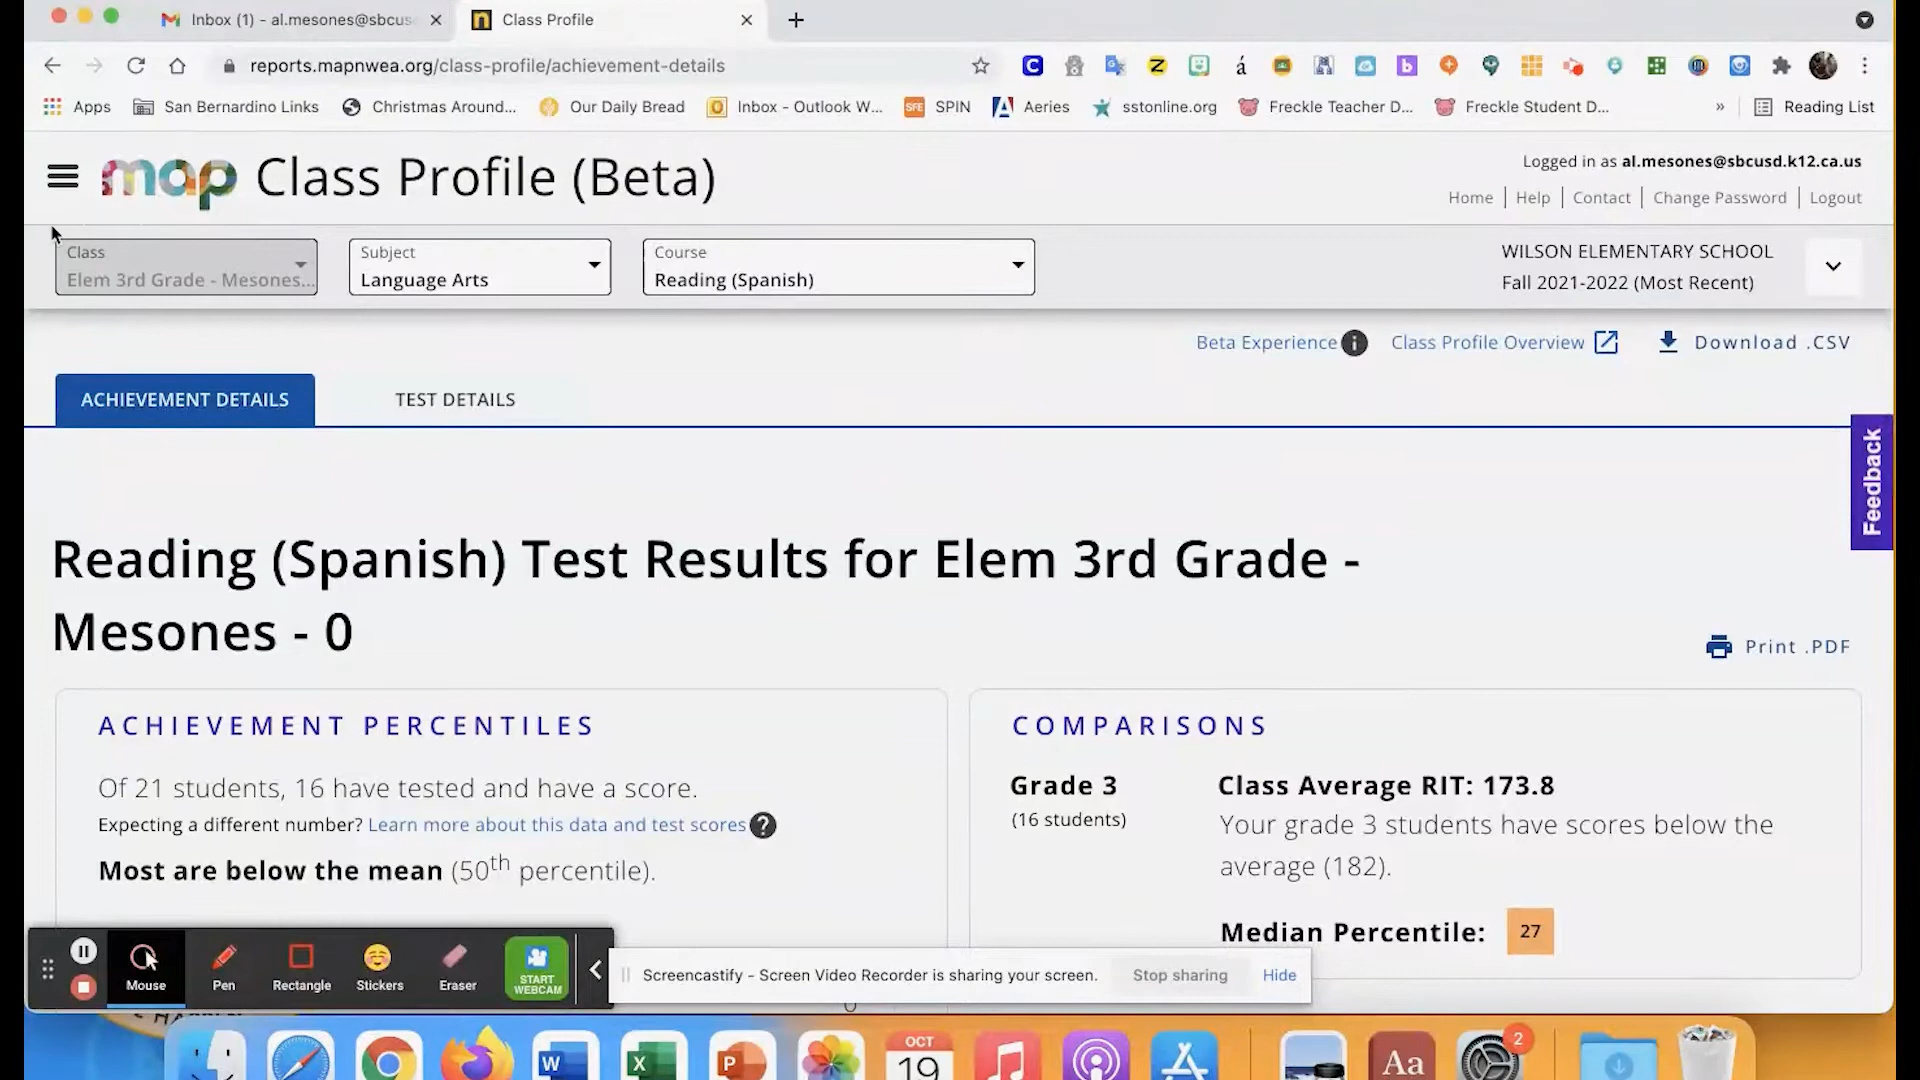 Inbox (1) - al.mesones@sbcus
Class Profile
reports.mapnwea.org/class-profile/achievement-details
Apps
San Bernardino Links
Christmas Around...
Our Daily Bread
Inbox - Outlook W...
SFE
SPIN
Aeries
sstonline.org
Freckle Teacher D...
Freckle Student D...
»
Reading List
map
Class Profile (Beta)
Logged in as al.mesones@sbcusd.k12.ca.us
Home | Help | Contact | Change Password | Logout
Class
Elem 3rd Grade - Mesones...
Subject
Language Arts
Course
Reading (Spanish)
WILSON ELEMENTARY SCHOOL
Fall 2021-2022 (Most Recent)
Beta Experience
Class Profile Overview
Download .CSV
ACHIEVEMENT DETAILS
TEST DETAILS
Feedback
Reading (Spanish) Test Results for Elem 3rd Grade -
Mesones - 0
Print .PDF
ACHIEVEMENT PERCENTILES
Of 21 students, 16 have tested and have a score.
Expecting a different number? Learn more about this data and test scores ?
Most are below the mean (50th percentile).
COMPARISONS
Grade 3
(16 students)
Class Average RIT: 173.8
Your grade 3 students have scores below the
average (182).
Median Percentile: 27
Mouse
Pen
Rectangle
Stickers
Eraser
START
WEBCAM
Screencastify - Screen Video Recorder is sharing your screen.
Stop sharing
Hide
W
X
P
OCT
19
Aa
2